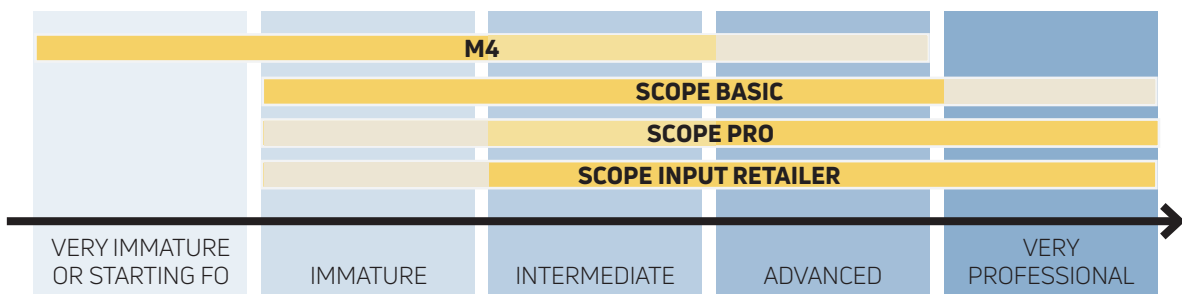 M4
SCOPE BASIC
SCOPE PRO
SCOPE INPUT RETAILER
VERY IMMATURE
OR STARTING FO
IMMATURE
INTERMEDIATE
ADVANCED
VERY
PROFESSIONAL